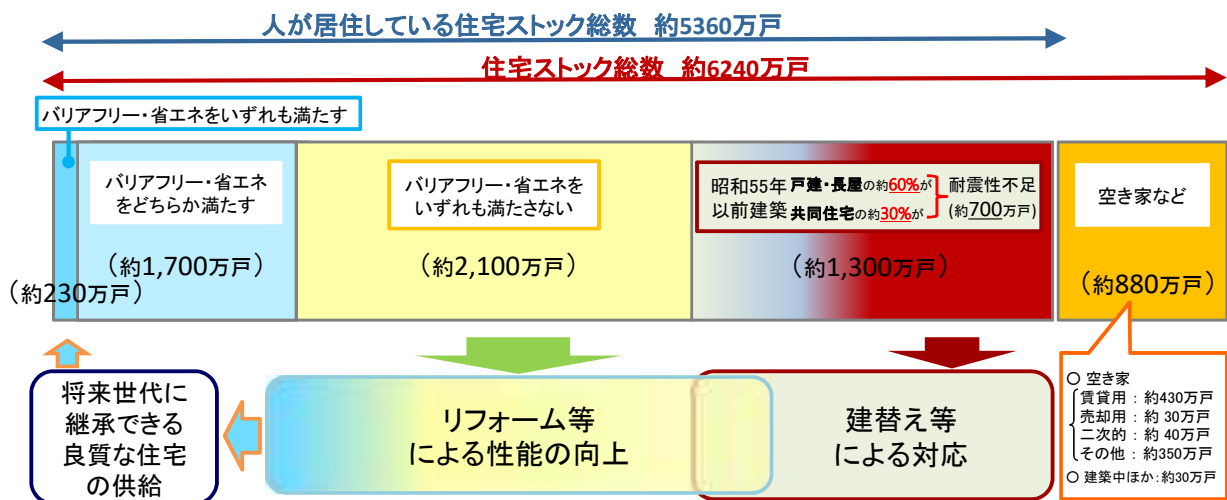 人が居住している住宅ストック総数 約5360万戸
住宅ストック総数 約6240万戸
バリアフリー・省エネをいずれも満たす
バリアフリー・省エネ
をどちらか満たす
(約1,700万戸)
(約230万戸)
バリアフリー・省エネを
いずれも満たさない
(約2,100万戸)
昭和55年 戸建・長屋の約60%が 耐震性不足
以前建築 共同住宅の約30%が (約700万戸)
(約1,300万戸)
空き家など
(約880万戸)
将来世代に
継承できる
良質な住宅
の供給
リフォーム等
による性能の向上
建替え等
による対応
○ 空き家
賃貸用 : 約430万戸
売却用 : 約 30万戸
二次的 : 約 40万戸
その他 : 約350万戸
○ 建築中ほか:約30万戸